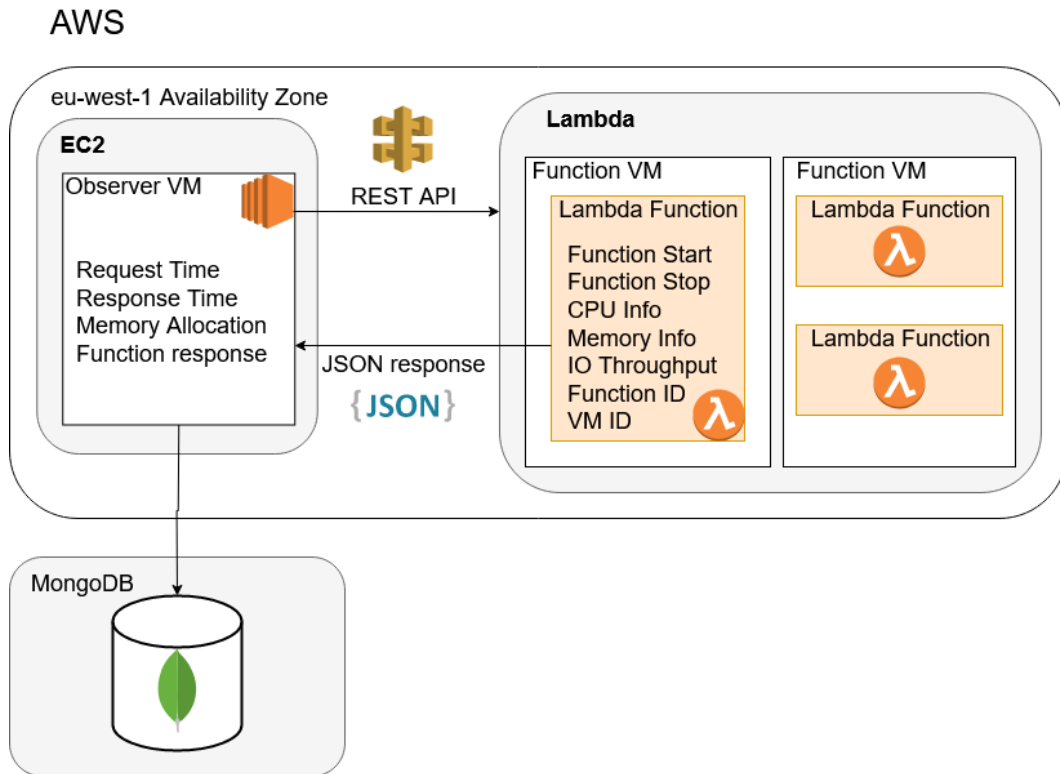 AWS
eu-west-1 Availability Zone
EC2
Observer VM
Request Time
Response Time
Memory Allocation
Function response
REST API
JSON response
{JSON}
Lambda
Function VM
Lambda Function
Function Start
Function Stop
CPU Info
Memory Info
IO Throughput
Function ID
VM ID
λ
Function VM
Lambda Function
λ
Lambda Function
λ
MongoDB